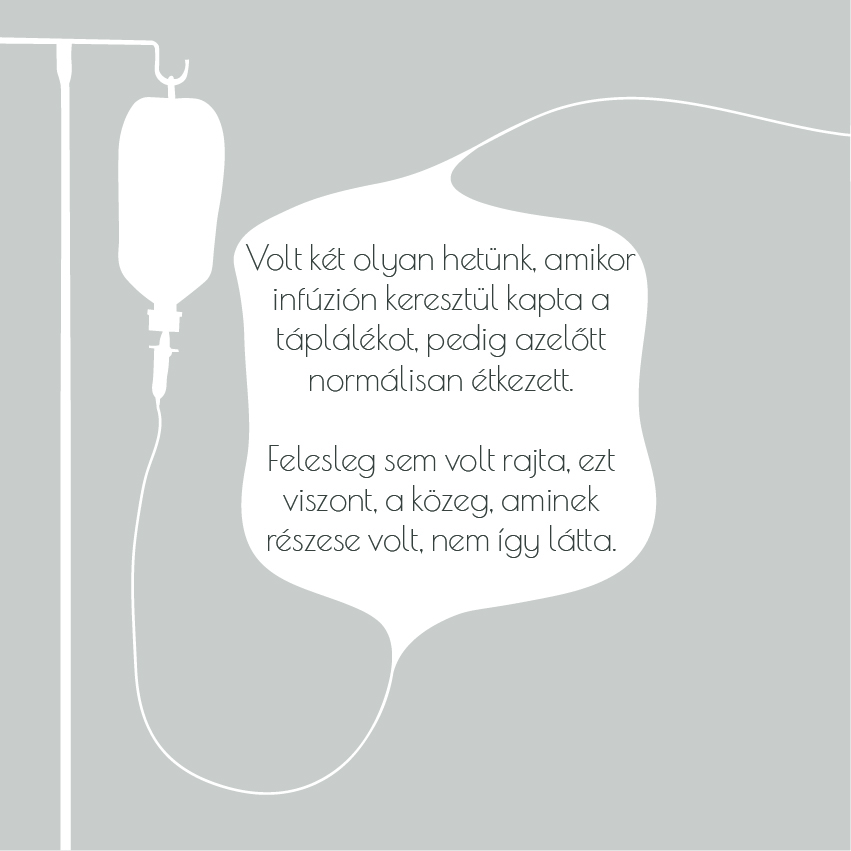 Volt két olyan hetünk, amikor
infúzión keresztül kapta a
táplálékot, pedig azelőtt
normálisan étkezett.
Felesleg sem volt rajta, ezt
viszont, a közeg, aminek
részese volt, nem így látta.